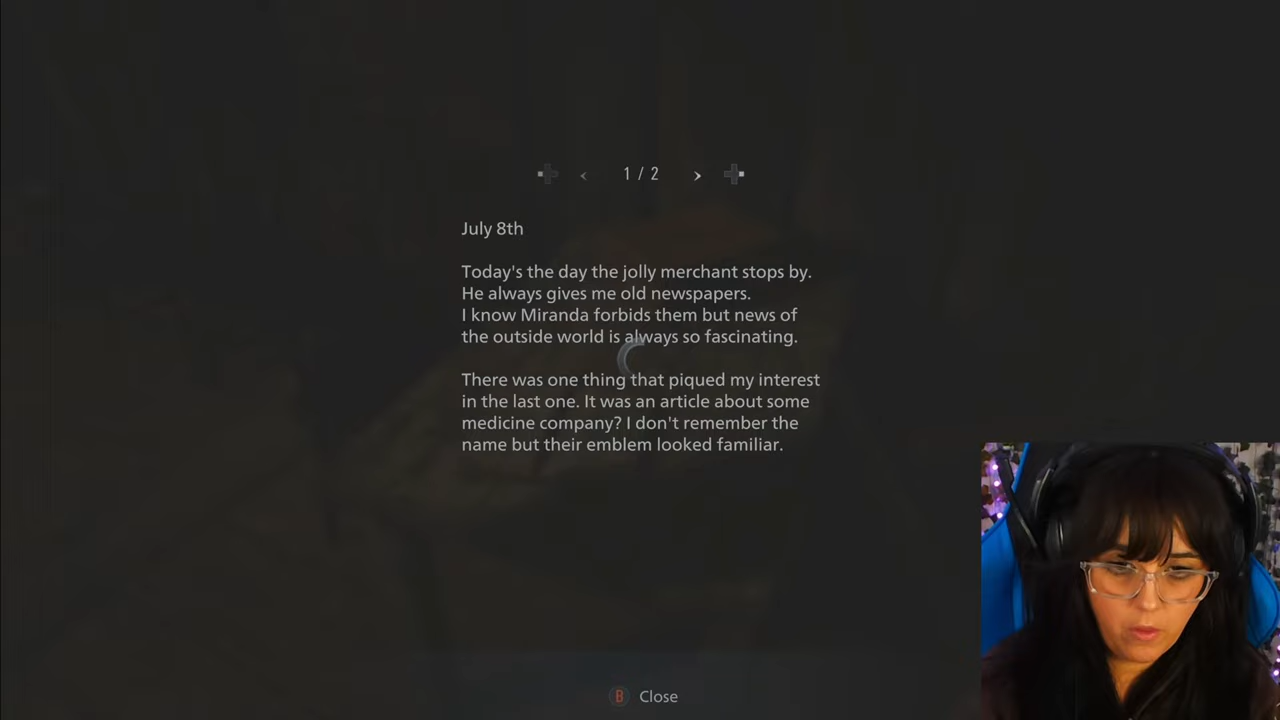 1 / 2
July 8th
Today's the day the jolly merchant stops by.
He always gives me old newspapers.
I know Miranda forbids them but news of
the outside world is always so fascinating.
There was one thing that piqued my interest
in the last one. It was an article about some
medicine company? I don't remember the
name but their emblem looked familiar.
B Close